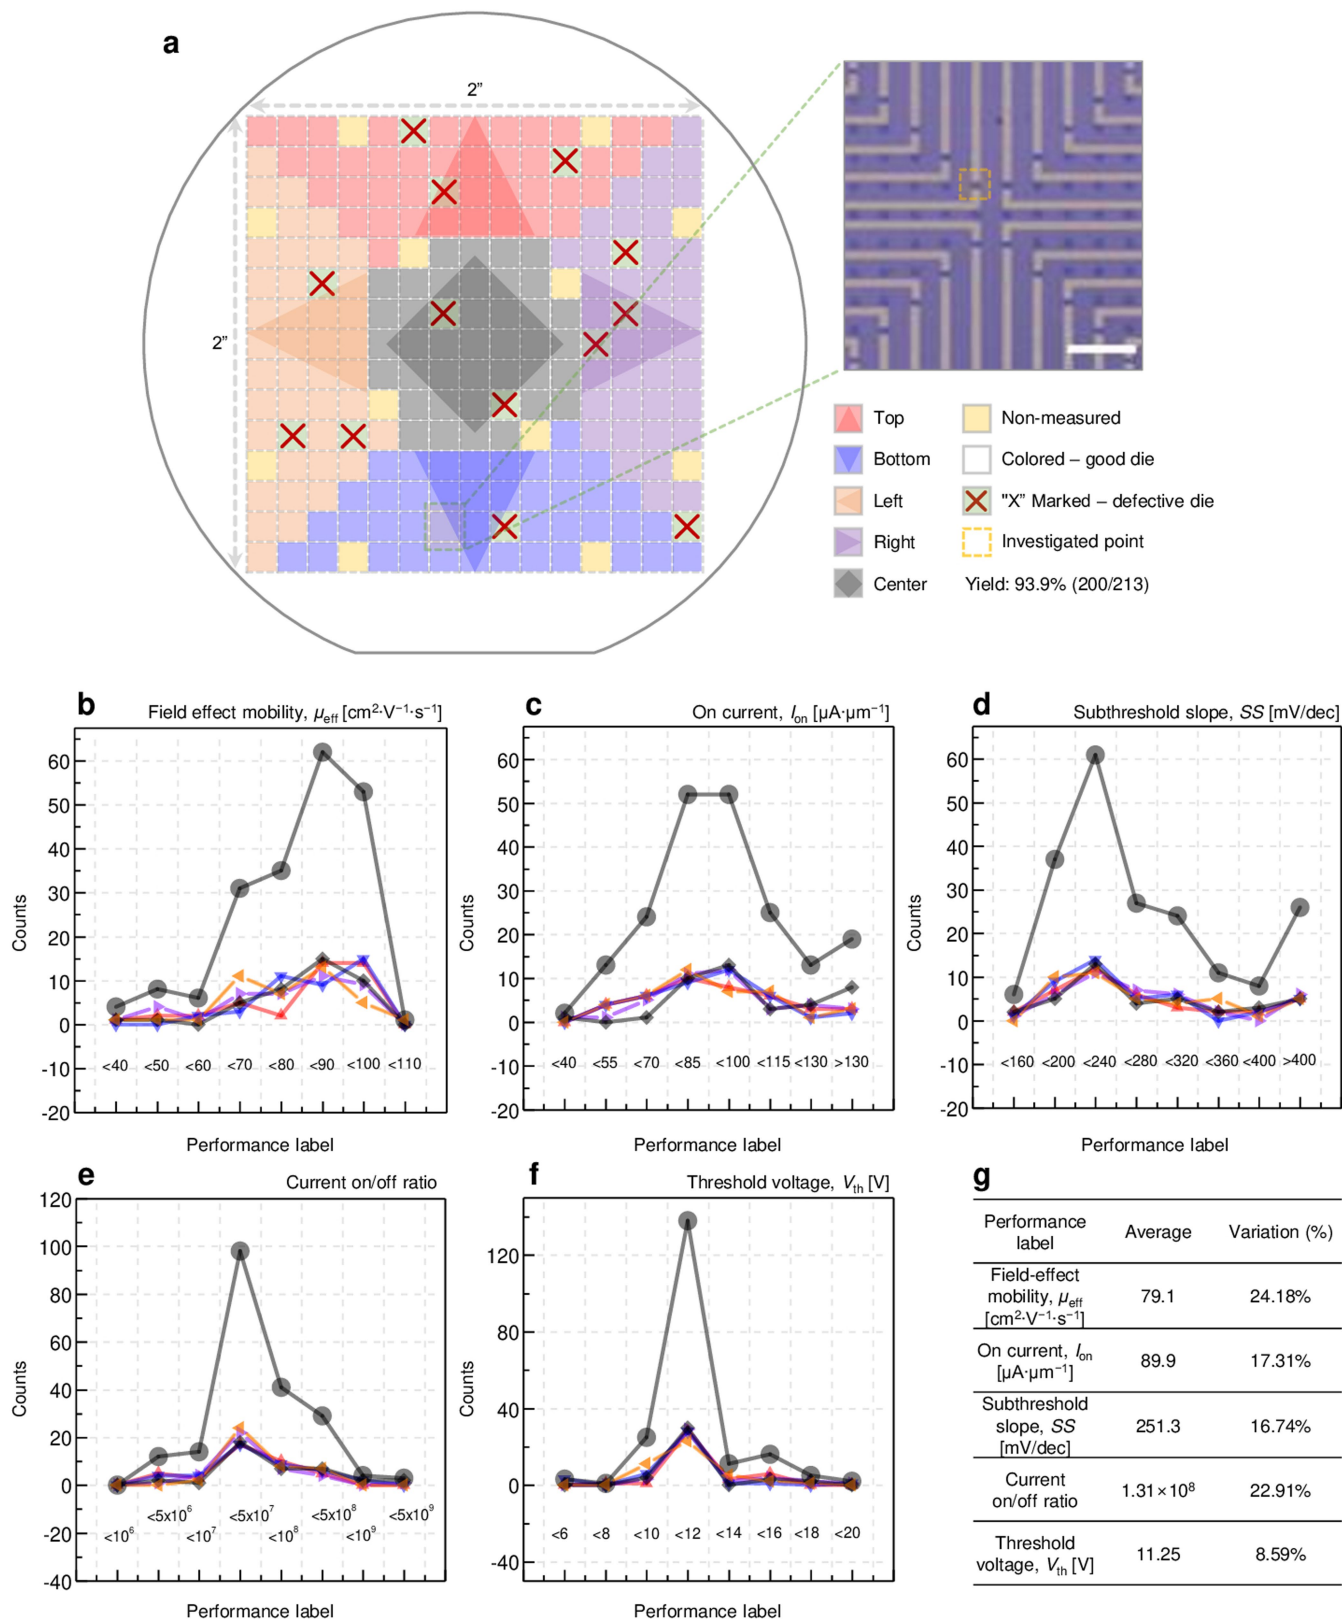 a
2”
2”
Top
Non-measured
Bottom
Colored – good die
Left
"X” Marked – defective die
Right
Investigated point
Center
Yield: 93.9% (200/213)
b
Field effect mobility, μeff [cm²·V⁻¹·s⁻¹]
60
50
40
30
20
10
0
-10
-20
Counts
<40 <50 <60 <70 <80 <90 <100 <110
Performance label
c
On current, Ion [μA·μm⁻¹]
60
50
40
30
20
10
0
-10
-20
Counts
<40 <55 <70 <85 <100 <115 <130 >130
Performance label
d
Subthreshold slope, SS [mV/dec]
60
50
40
30
20
10
0
-10
-20
Counts
<160 <200 <240 <280 <320 <360 <400 >400
Performance label
e
Current on/off ratio
120
100
80
60
40
20
0
-20
-40
Counts
<5x10⁶ <5x10⁷ <5x10⁸ <5x10⁹
<10⁶ <10⁷ <10⁸ <10⁹
Performance label
f
Threshold voltage, Vth [V]
120
80
40
0
-40
Counts
<6 <8 <10 <12 <14 <16 <18 <20
Performance label
g
Performance label Average Variation (%)
Field-effect
mobility, μeff
[cm²·V⁻¹·s⁻¹]
79.1 24.18%
On current, Ion
[μA·μm⁻¹]
89.9 17.31%
Subthreshold
slope, SS
[mV/dec]
251.3 16.74%
Current
on/off ratio
1.31×10⁸ 22.91%
Threshold
voltage, Vth [V]
11.25 8.59%